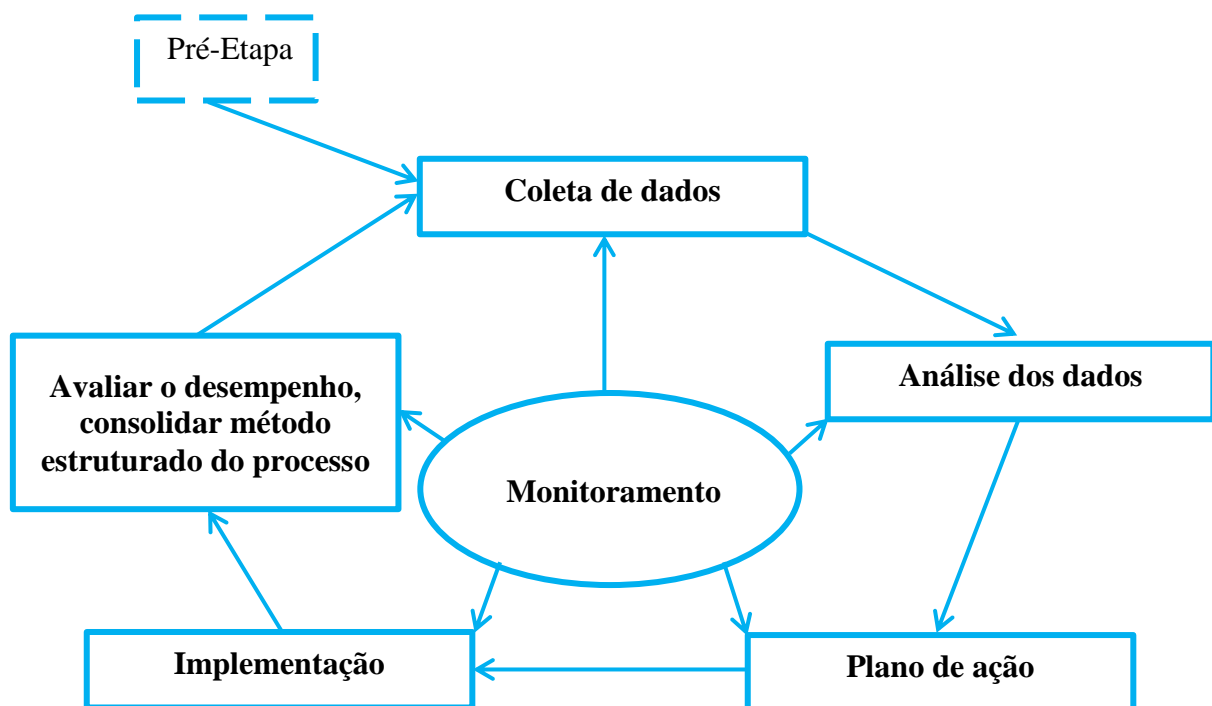 Pré-Etapa
Coleta de dados
Avaliar o desempenho,
consolidar método
estruturado do processo
Análise dos dados
Monitoramento
Implementação
Plano de ação